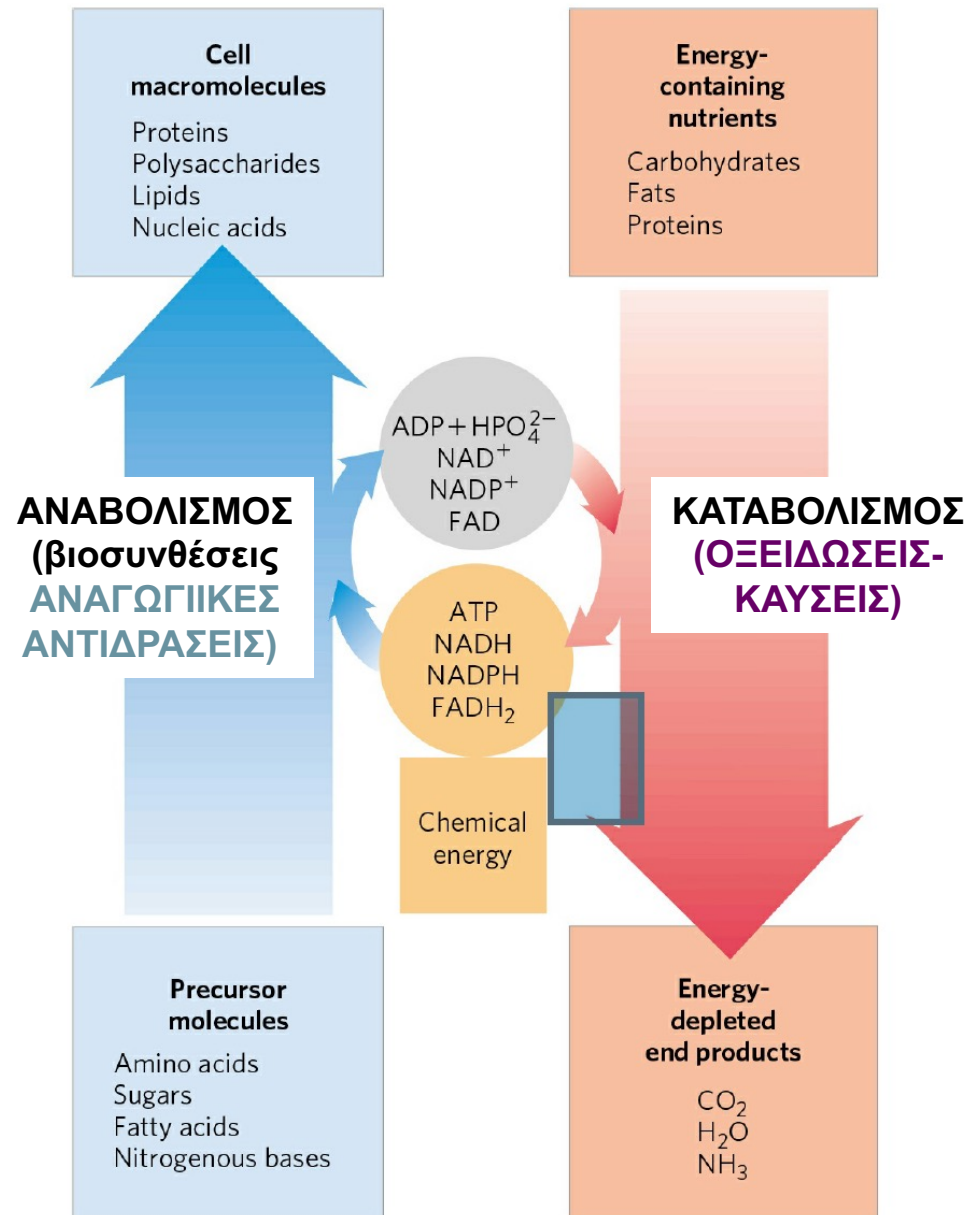 Cell
macromolecules
Proteins
Polysaccharides
Lipids
Nucleic acids
Energy-
containing
nutrients
Carbohydrates
Fats
Proteins
ADP + HPO₄²⁻
NAD⁺
NADP⁺
FAD
ΑΝΑΒΟΛΙΣΜΟΣ
(βιοσυνθέσεις
ΑΝΑΓΩΓΙΙΚΕΣ
ΑΝΤΙΔΡΑΣΕΙΣ)
ΚΑΤΑΒΟΛΙΣΜΟΣ
(ΟΞΕΙΔΩΣΕΙΣ-
ΚΑΥΣΕΙΣ)
ATP
NADH
NADPH
FADH₂
Chemical
energy
Precursor
molecules
Amino acids
Sugars
Fatty acids
Nitrogenous bases
Energy-
depleted
end products
CO₂
H₂O
NH₃